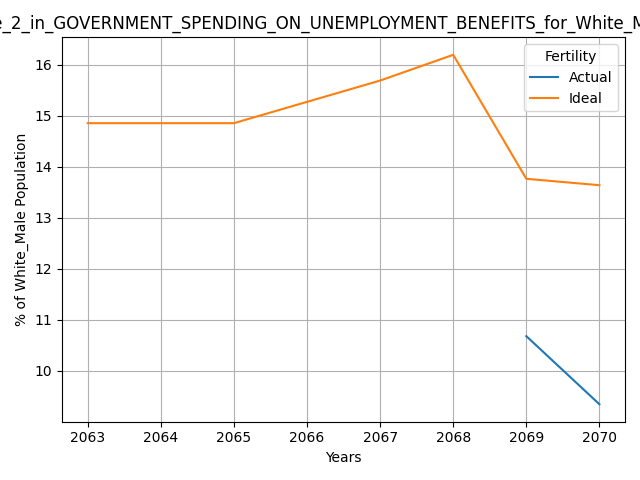 _2_in_GOVERNMENT_SPENDING_ON_UNEMPLOYMENT_BENEFITS_for_White_M
Fertility
Actual
Ideal
% of White_Male Population
16
15
14
13
12
11
10
2063 2064 2065 2066 2067 2068 2069 2070
Years